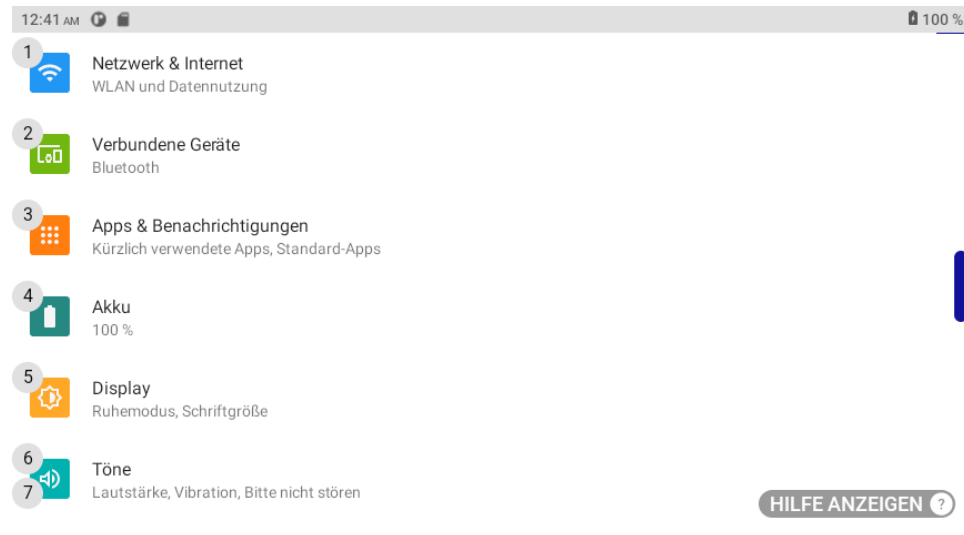 12:41 AM 100 %
1
Netzwerk & Internet
WLAN und Datennutzung
2
Verbundene Geräte
Bluetooth
3
Apps & Benachrichtigungen
Kürzlich verwendete Apps, Standard-Apps
4
Akku
100 %
5
Display
Ruhemodus, Schriftgröße
6
Töne
7
Lautstärke, Vibration, Bitte nicht stören
HILFE ANZEIGEN ?